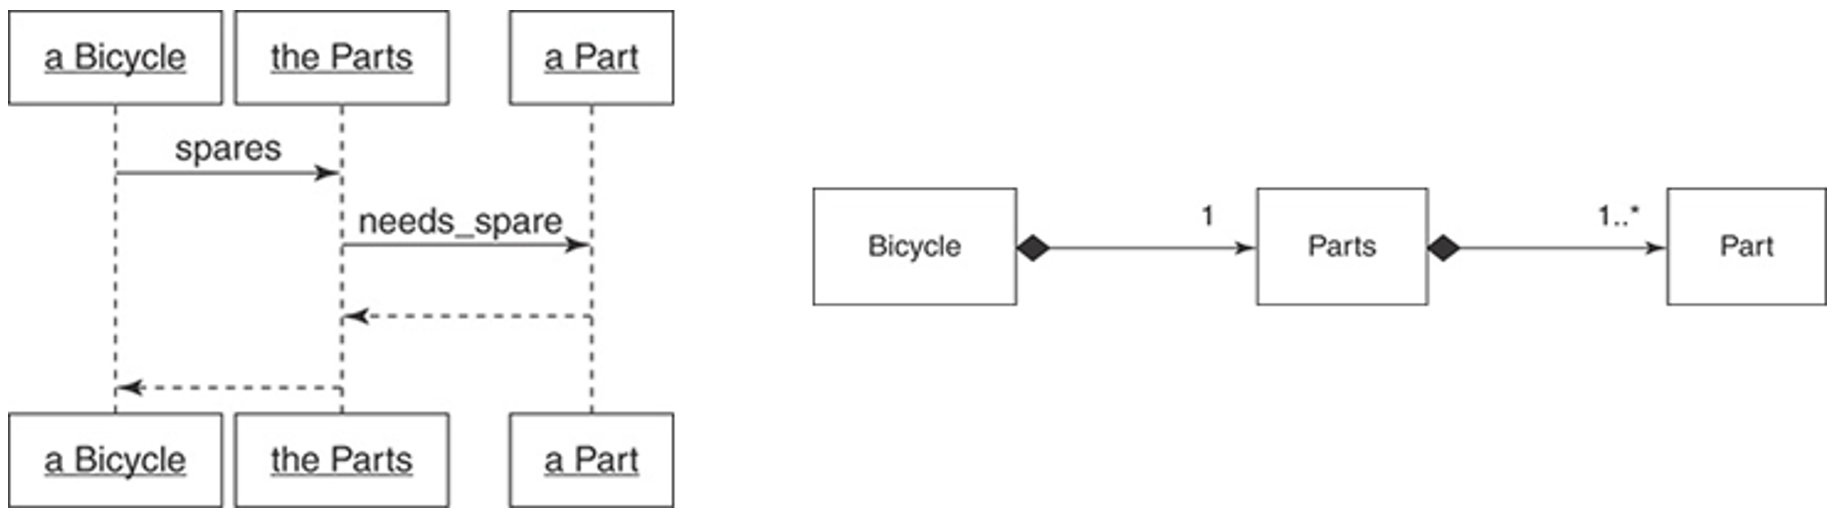 a Bicycle
the Parts
a Part
spares
needs_spare
a Bicycle
the Parts
a Part
Bicycle
1
Parts
1..*
Part